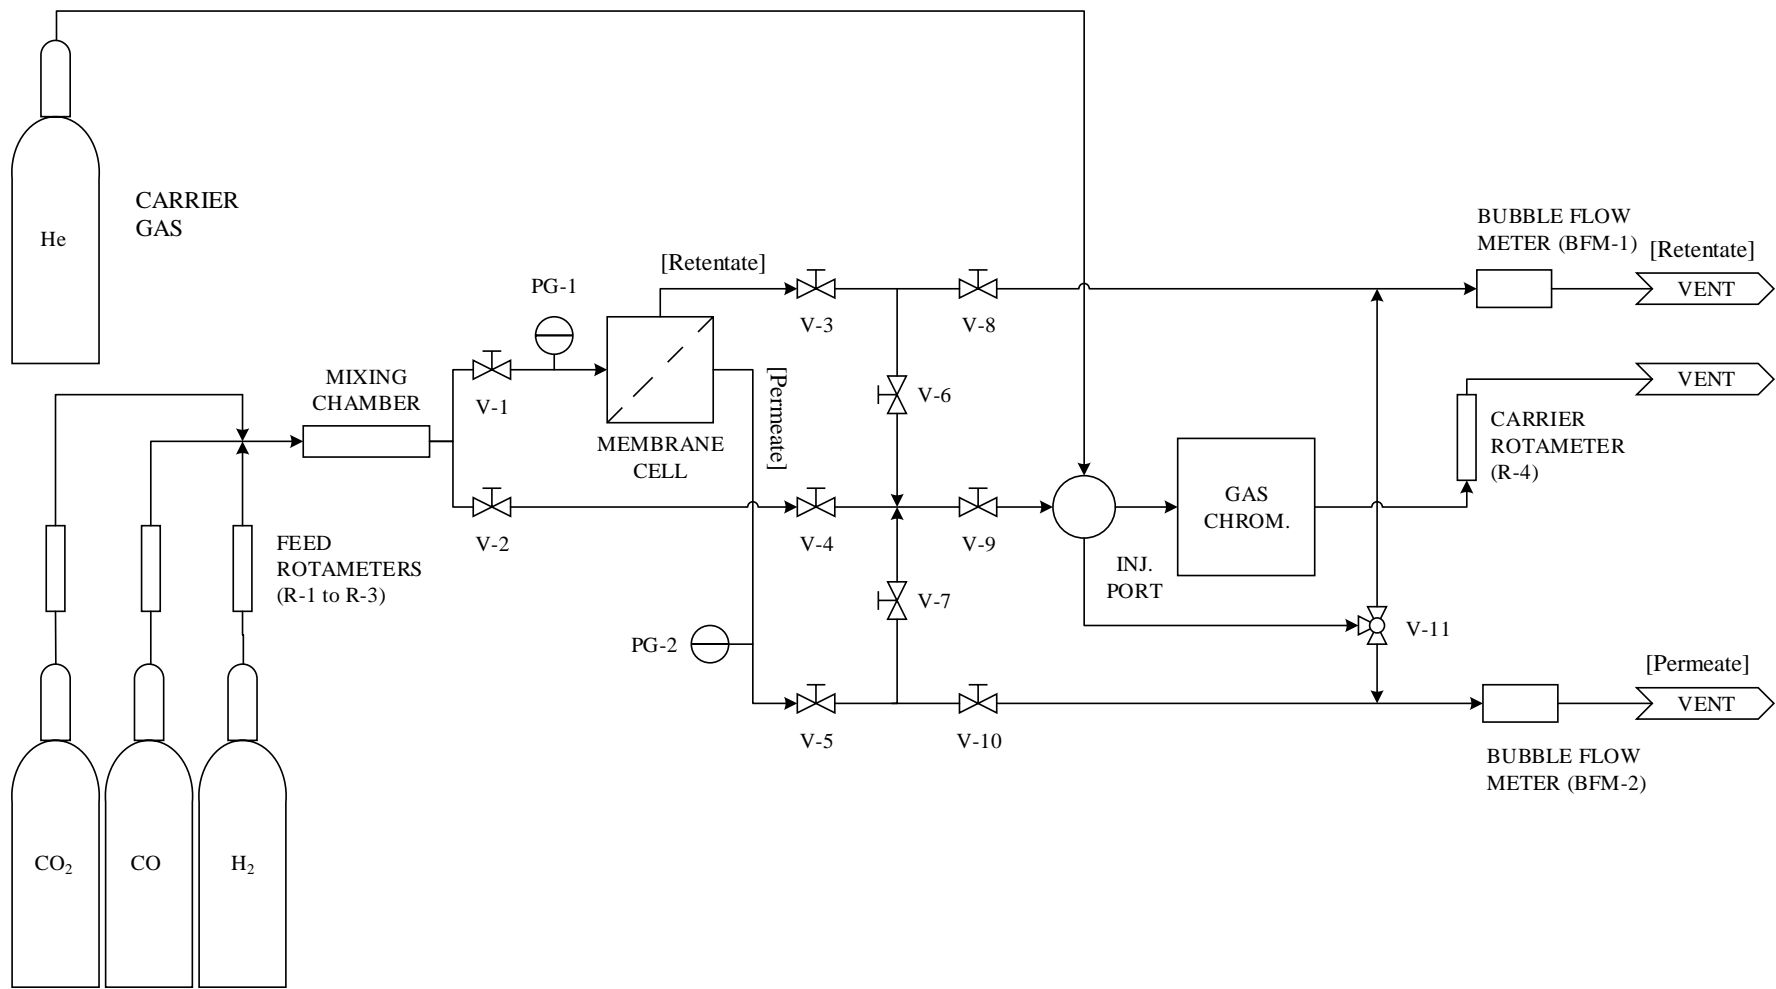 He
CARRIER
GAS
BUBBLE FLOW
METER (BFM-1)
[Retentate]
VENT
[Retentate]
PG-1
V-3
V-8
MIXING
CHAMBER
V-1
[Permeate]
V-6
VENT
CARRIER
ROTAMETER
(R-4)
MEMBRANE
CELL
GAS
CHROM.
V-2
V-4
V-9
INJ.
PORT
FEED
ROTAMETERS
(R-1 to R-3)
V-7
PG-2
V-11
[Permeate]
VENT
V-5
V-10
BUBBLE FLOW
METER (BFM-2)
CO₂
CO
H₂